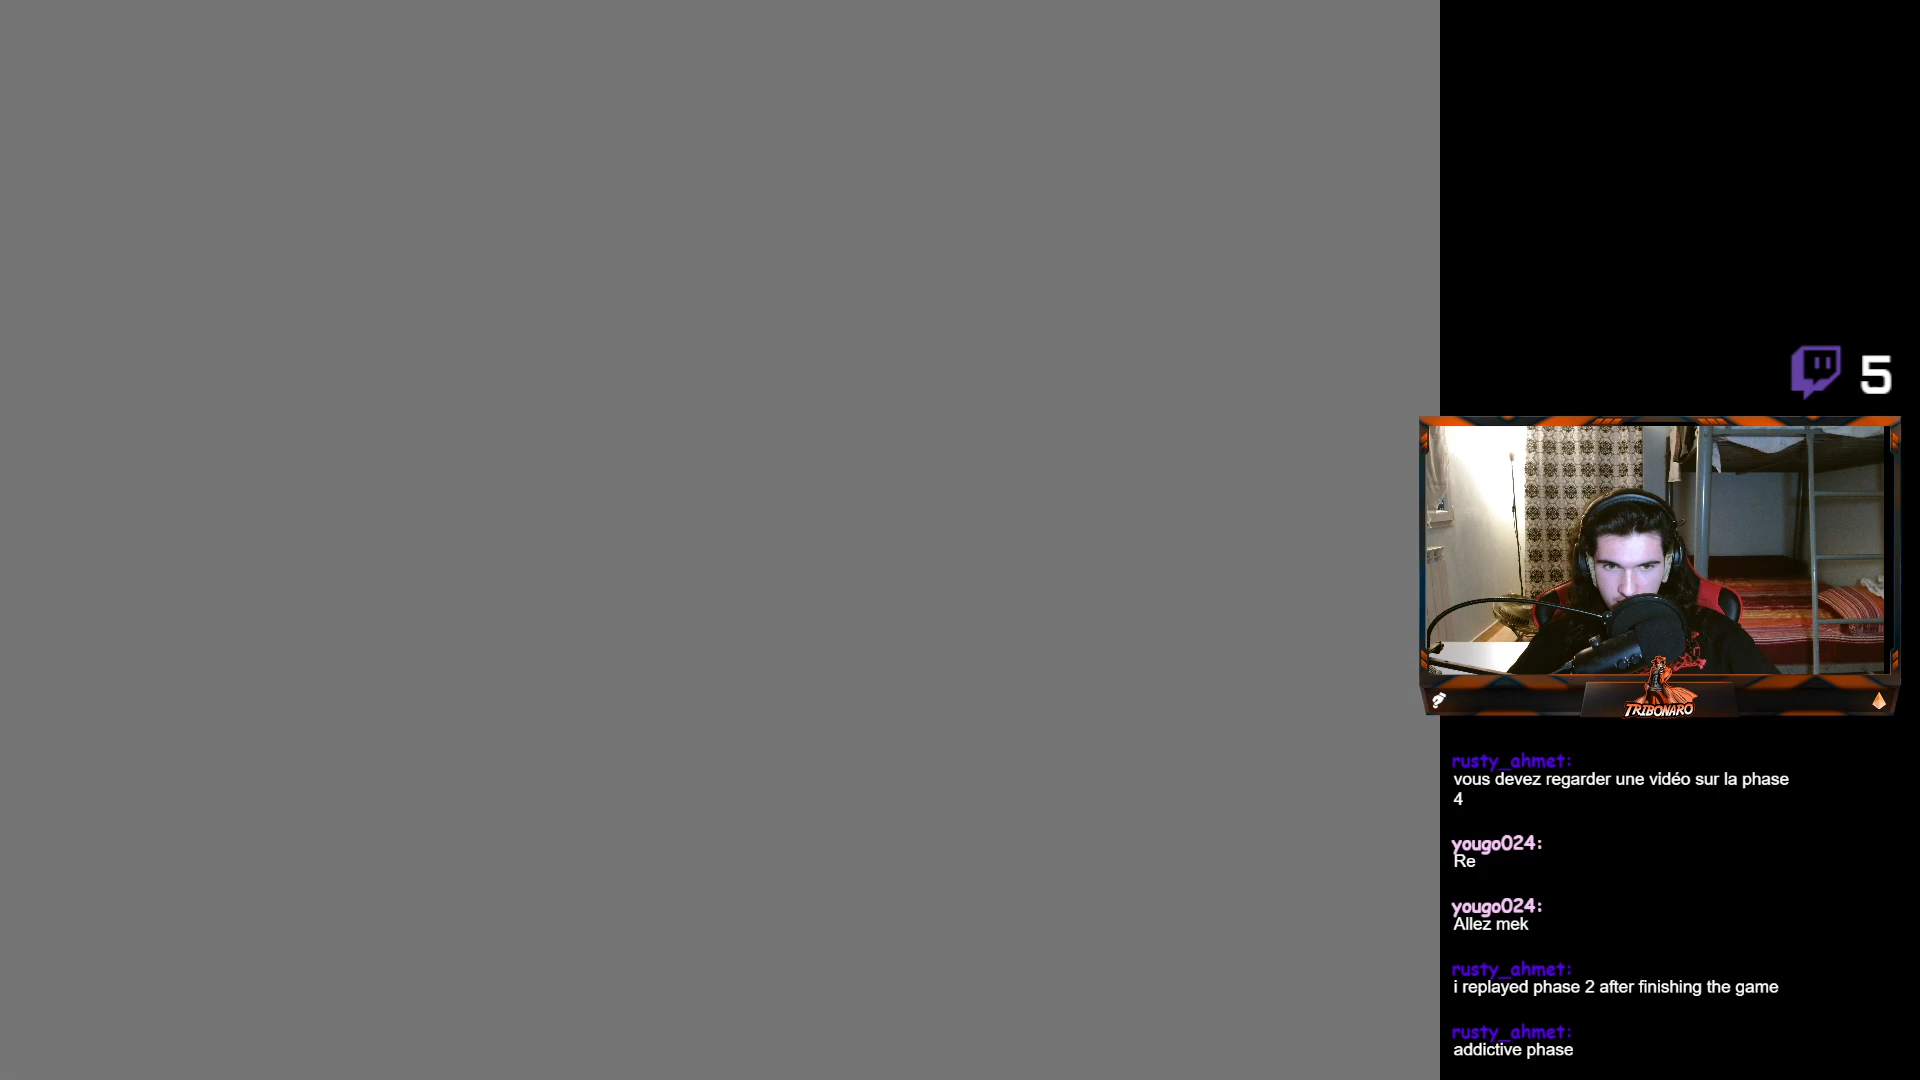 5
TRIBONARO
rusty_ahmet:
vous devez regarder une vidéo sur la phase
4
yougo024:
Re
yougo024:
Allez mek
rusty_ahmet:
i replayed phase 2 after finishing the game
rusty_ahmet:
addictive phase